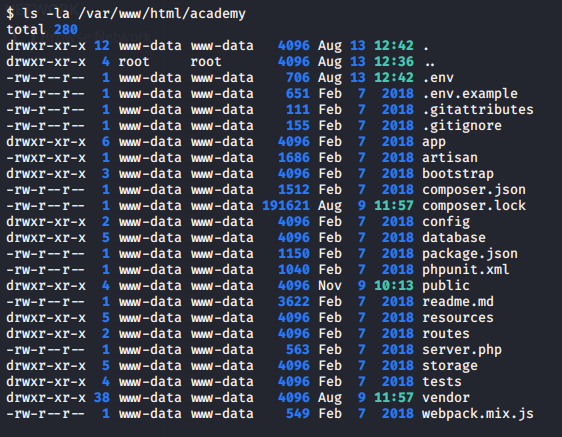 $ ls -la /var/www/html/academy
total 280
drwxr-xr-x 12 www-data www-data 4096 Aug 13 12:42 .
drwxr-xr-x 4 root root 4096 Aug 13 12:36 ..
-rw-r--r-- 1 www-data www-data 706 Aug 13 12:42 .env
-rw-r--r-- 1 www-data www-data 651 Feb 7 2018 .env.example
-rw-r--r-- 1 www-data www-data 111 Feb 7 2018 .gitattributes
-rw-r--r-- 1 www-data www-data 155 Feb 7 2018 .gitignore
drwxr-xr-x 6 www-data www-data 4096 Feb 7 2018 app
-rwxr-xr-x 1 www-data www-data 1686 Feb 7 2018 artisan
drwxr-xr-x 3 www-data www-data 4096 Feb 7 2018 bootstrap
-rw-r--r-- 1 www-data www-data 1512 Feb 7 2018 composer.json
-rw-r--r-- 1 www-data www-data 191621 Aug 9 11:57 composer.lock
drwxr-xr-x 2 www-data www-data 4096 Feb 7 2018 config
drwxr-xr-x 5 www-data www-data 4096 Feb 7 2018 database
-rw-r--r-- 1 www-data www-data 1150 Feb 7 2018 package.json
-rw-r--r-- 1 www-data www-data 1040 Feb 7 2018 phpunit.xml
drwxr-xr-x 4 www-data www-data 4096 Nov 9 10:13 public
-rw-r--r-- 1 www-data www-data 3622 Feb 7 2018 readme.md
drwxr-xr-x 5 www-data www-data 4096 Feb 7 2018 resources
drwxr-xr-x 2 www-data www-data 4096 Feb 7 2018 routes
-rw-r--r-- 1 www-data www-data 563 Feb 7 2018 server.php
drwxr-xr-x 5 www-data www-data 4096 Feb 7 2018 storage
drwxr-xr-x 4 www-data www-data 4096 Feb 7 2018 tests
drwxr-xr-x 38 www-data www-data 4096 Aug 9 11:57 vendor
-rw-r--r-- 1 www-data www-data 549 Feb 7 2018 webpack.mix.js